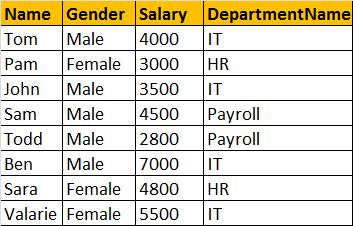 Name Gender Salary DepartmentName
Tom Male 4000 IT
Pam Female 3000 HR
John Male 3500 IT
Sam Male 4500 Payroll
Todd Male 2800 Payroll
Ben Male 7000 IT
Sara Female 4800 HR
Valarie Female 5500 IT